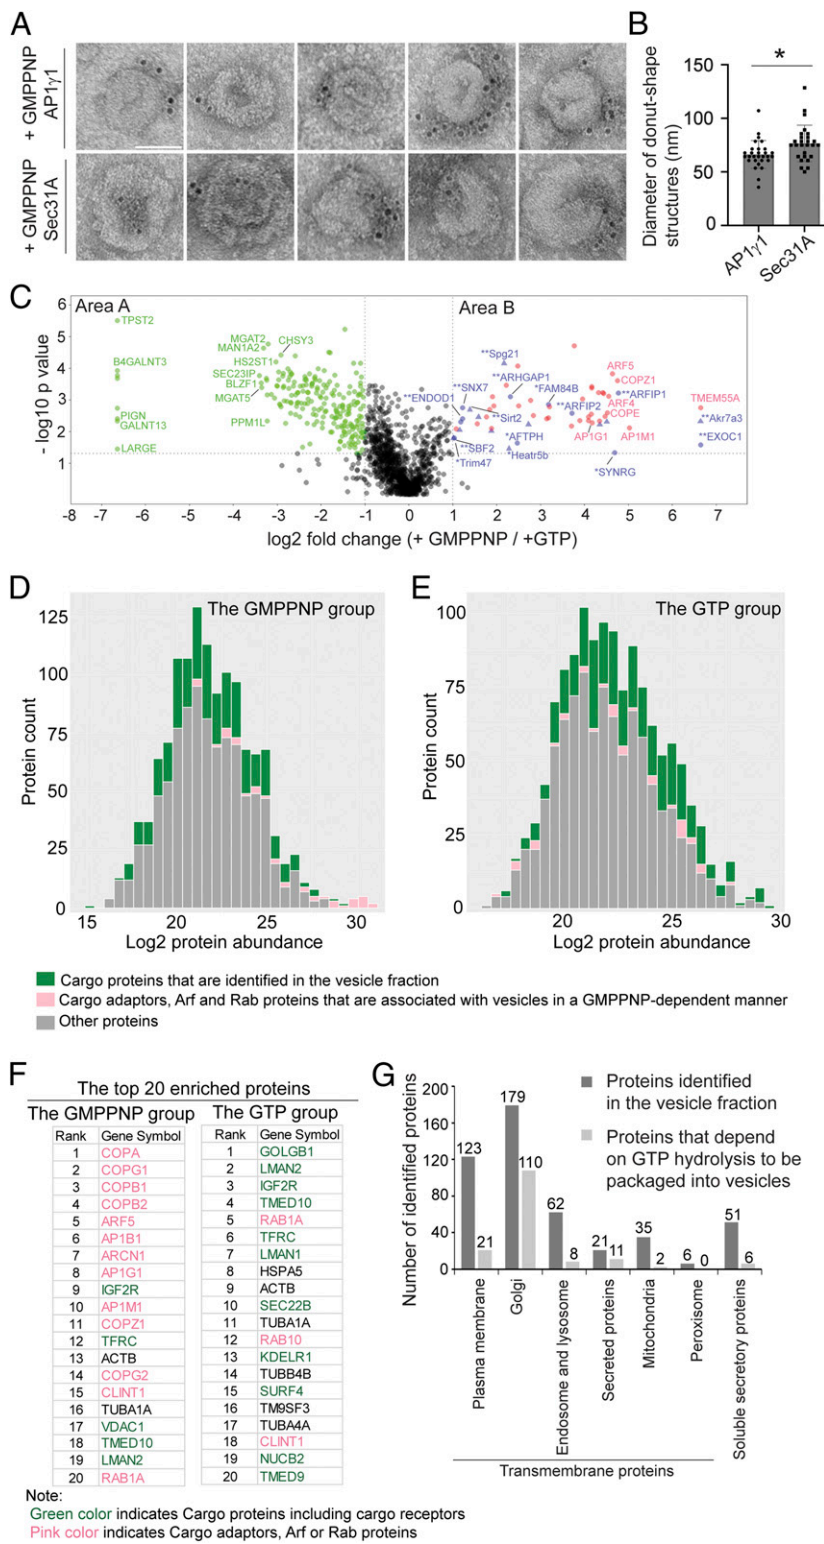 A
+ GMPPNP
AP1γ1
+ GMPPNP
Sec31A
B
*
Diameter of donut-shape
structures (nm)
150
100
50
0
AP1γ1
Sec31A
C
Area A
Area B
- log10 p value
6
5
4
3
2
1
TPST2
B4GALNT3
PIGN
GALNT13
LARGE
MGAT2
MAN1A2
CHSY3
HS2ST1
SEC23IP
BLZF1
MGAT5
PPM1L
**Spg21
**SNX7
**ARHGAP1
**ENDOD1
**Sirt2
**SBF2
*Trim47
*AFTPH
*Heatr5b
*FAM84B
**ARFIP2
ARF5
COPZ1
**ARFIP1
ARF4
COPE
AP1G1
AP1M1
*SYNRG
TMEM55A
**Akr7a3
**EXOC1
-8 -7 -6 -5 -4 -3 -2 -1 0 1 2 3 4 5 6 7
log2 fold change (+ GMPPNP / +GTP)
D
The GMPPNP group
Protein count
125
100
75
50
25
0
15 20 25 30
Log2 protein abundance
E
The GTP group
Protein count
100
75
50
25
0
20 25 30
Log2 protein abundance
Cargo proteins that are identified in the vesicle fraction
Cargo adaptors, Arf and Rab proteins that are associated with vesicles in a GMPPNP-dependent manner
Other proteins
F
The top 20 enriched proteins
The GMPPNP group The GTP group
Rank Gene Symbol Rank Gene Symbol
1 COPA 1 GOLGB1
2 COPG1 2 LMAN2
3 COPB1 3 IGF2R
4 COPB2 4 TMED10
5 ARF5 5 RAB1A
6 AP1B1 6 TFRC
7 ARCN1 7 LMAN1
8 AP1G1 8 HSPA5
9 IGF2R 9 ACTB
10 AP1M1 10 SEC22B
11 COPZ1 11 TUBA1A
12 TFRC 12 RAB10
13 ACTB 13 KDELR1
14 COPG2 14 TUBB4B
15 CLINT1 15 SURF4
16 TUBA1A 16 TM9SF3
17 VDAC1 17 TUBA4A
18 TMED10 18 CLINT1
19 LMAN2 19 NUCB2
20 RAB1A 20 TMED9
Note:
Green color indicates Cargo proteins including cargo receptors
Pink color indicates Cargo adaptors, Arf or Rab proteins
G
Number of identified proteins
200
160
120
80
40
0
Proteins identified
in the vesicle fraction
Proteins that depend
on GTP hydrolysis to be
packaged into vesicles
123
21
179
110
62
8
21
11
35
2
6
0
51
6
Plasma membrane
Golgi
Endosome and lysosome
Secreted proteins
Mitochondria
Peroxisome
Soluble secretory proteins
Transmembrane proteins